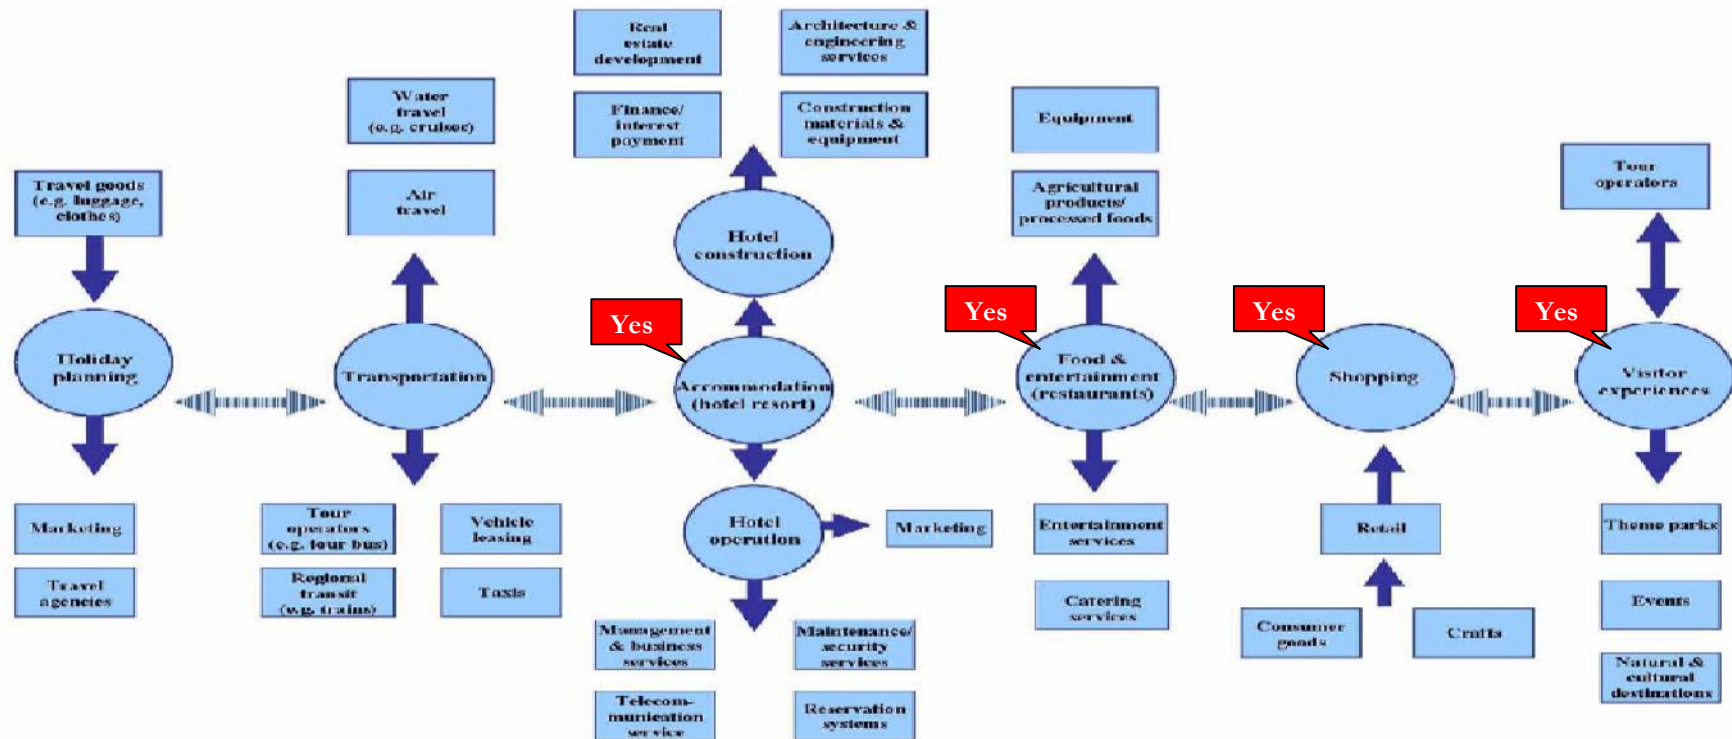 Real
estate
development
Architecture &
engineering
services
Finance/
interest
payment
Construction
materials &
equipment
Water
travel
(e.g. cruiser)
Air
travel
Equipment
Agricultural
products/
processed foods
Tour
operators
Travel goods
(e.g. luggage,
clothes)
Hotel
construction
Yes
Yes
Yes
Yes
Holiday
planning
Transportation
Accommodation
(hotel resort)
Food &
entertainment
(restaurants)
Shopping
Visitor
experiences
Marketing
Travel
agencies
Tour
operators
(e.g. tour bus)
Vehicle
leasing
Regional
transit
(e.g. trains)
Taxis
Hotel
operation
Marketing
Management
& business
services
Maintenance/
security
services
Telecom-
munication
service
Reservation
systems
Entertainment
services
Catering
services
Retail
Consumer
goods
Crafts
Theme parks
Events
Natural &
cultural
destinations